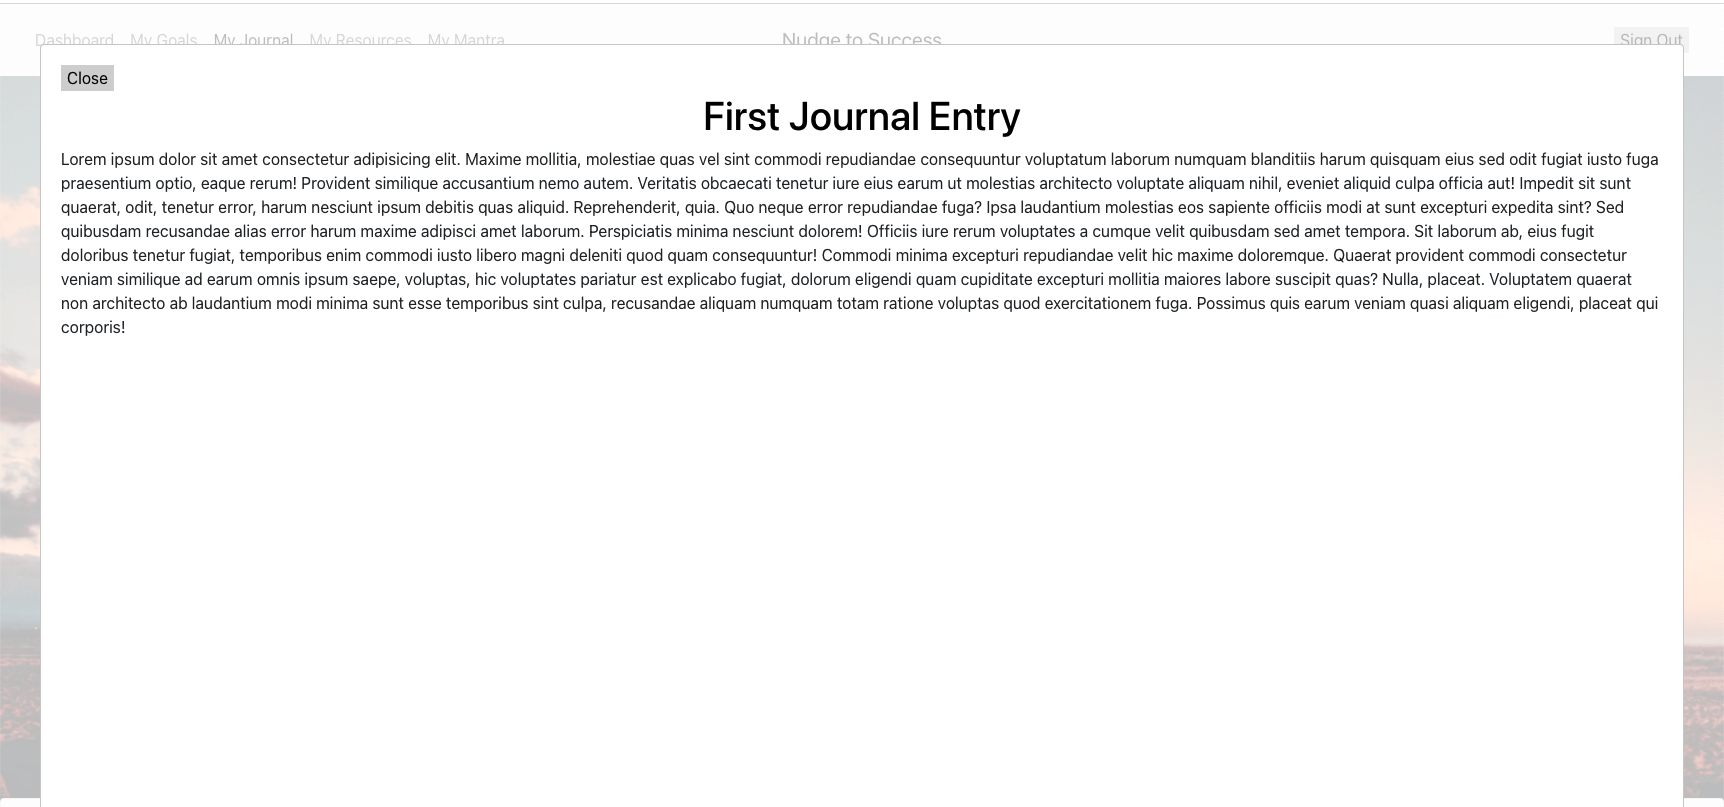 Dashboard My Goals My Journal My Resources My Mantra Nudge to Success Sign Out
Close
First Journal Entry
Lorem ipsum dolor sit amet consectetur adipisicing elit. Maxime mollitia, molestiae quas vel sint commodi repudiandae consequuntur voluptatum laborum numquam blanditiis harum quisquam eius sed odit fugiat iusto fuga
praesentium optio, eaque rerum! Provident similique accusantium nemo autem. Veritatis obcaecati tenetur iure eius earum ut molestias architecto voluptate aliquam nihil, eveniet aliquid culpa officia aut! Impedit sit sunt
quaerat, odit, tenetur error, harum nesciunt ipsum debitis quas aliquid. Reprehenderit, quia. Quo neque error repudiandae fuga? Ipsa laudantium molestias eos sapiente officiis modi at sunt excepturi expedita sint? Sed
quibusdam recusandae alias error harum maxime adipisci amet laborum. Perspiciatis minima nesciunt dolorem! Officiis iure rerum voluptates a cumque velit quibusdam sed amet tempora. Sit laborum ab, eius fugit
doloribus tenetur fugiat, temporibus enim commodi iusto libero magni deleniti quod quam consequuntur! Commodi minima excepturi repudiandae velit hic maxime doloremque. Quaerat provident commodi consectetur
veniam similique ad earum omnis ipsum saepe, voluptas, hic voluptates pariatur est explicabo fugiat, dolorum eligendi quam cupiditate excepturi mollitia maiores labore suscipit quas? Nulla, placeat. Voluptatem quaerat
non architecto ab laudantium modi minima sunt esse temporibus sint culpa, recusandae aliquam numquam totam ratione voluptas quod exercitationem fuga. Possimus quis earum veniam quasi aliquam eligendi, placeat qui
corporis!